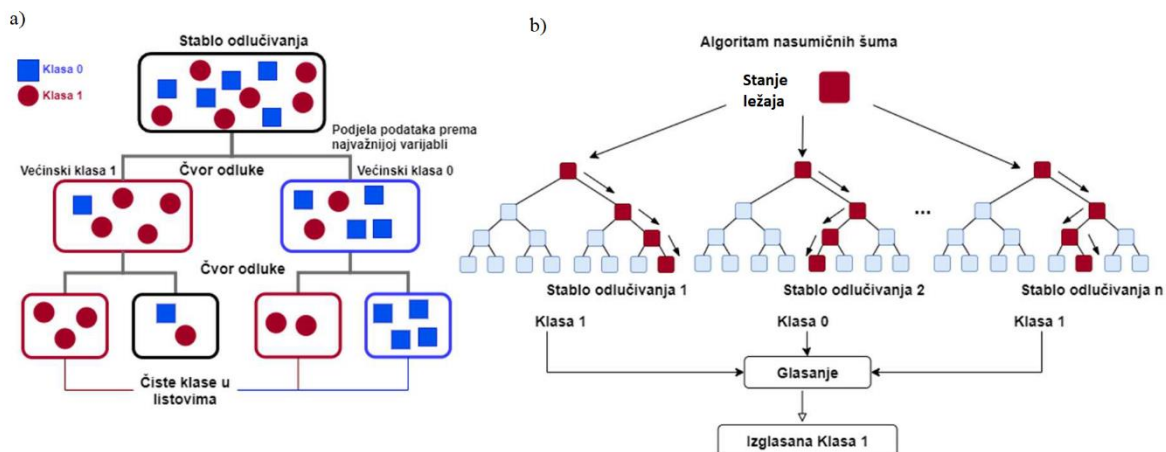 a)
Stablo odlučivanja
Klasa 0
Klasa 1
Podjela podataka prema
najvažnijoj varijabli
Većinski klasa 1
Čvor odluke
Većinski klasa 0
Čvor odluke
Čiste klase u
listovima
b)
Algoritam nasumičnih šuma
Stanje
ležaja
...
Stablo odlučivanja 1
Stablo odlučivanja 2
Stablo odlučivanja n
Klasa 1
Klasa 0
Klasa 1
Glasanje
Izglasana Klasa 1